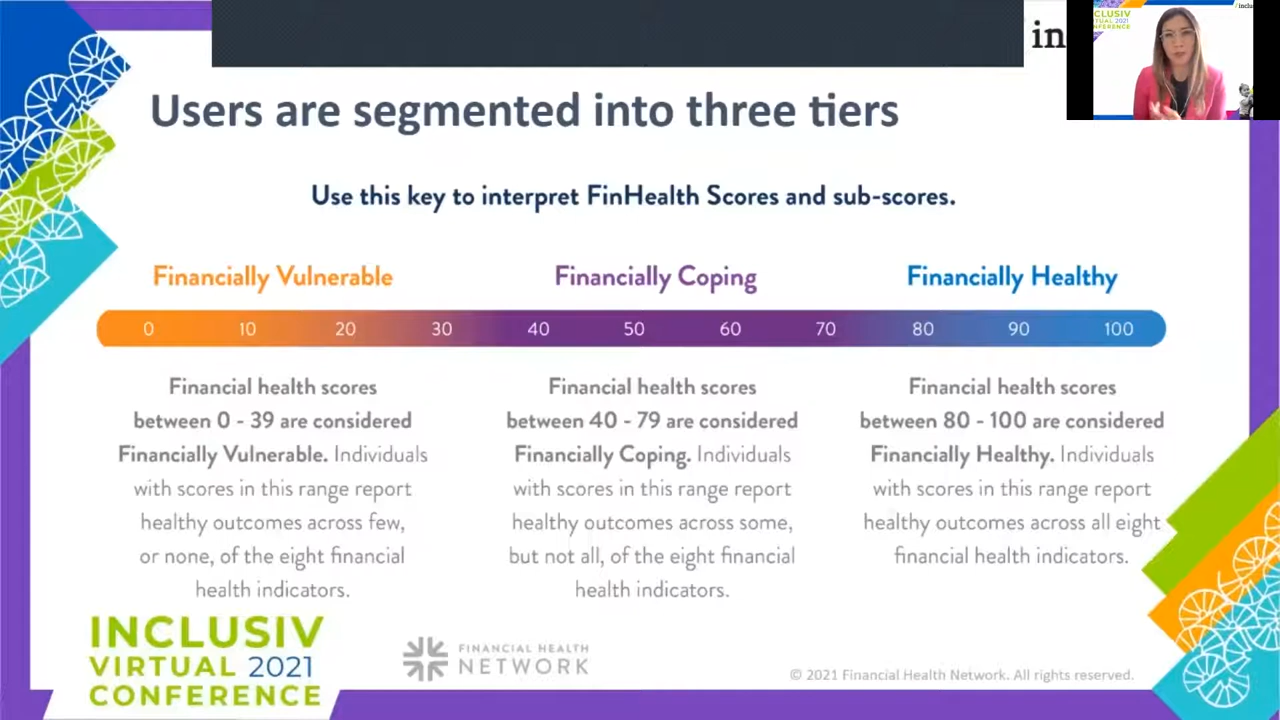 in
INCLUSIV
VIRTUAL 2021
CONFERENCE
Users are segmented into three tiers
Use this key to interpret FinHealth Scores and sub-scores.
Financially Vulnerable
Financially Coping
Financially Healthy
0 10 20 30 40 50 60 70 80 90 100
Financial health scores
between 0 - 39 are considered
Financially Vulnerable. Individuals
with scores in this range report
healthy outcomes across few,
or none, of the eight financial
health indicators.
Financial health scores
between 40 - 79 are considered
Financially Coping. Individuals
with scores in this range report
healthy outcomes across some,
but not all, of the eight financial
health indicators.
Financial health scores
between 80 - 100 are considered
Financially Healthy. Individuals
with scores in this range report
healthy outcomes across all eight
financial health indicators.
INCLUSIV
VIRTUAL 2021
CONFERENCE
FINANCIAL HEALTH
NETWORK
© 2021 Financial Health Network. All rights reserved.